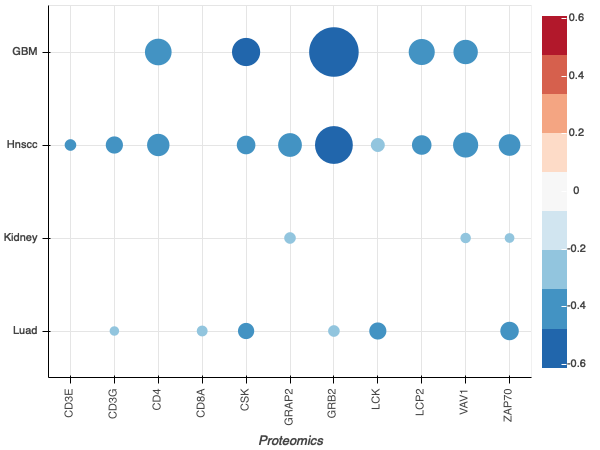 GBM
Hnscc
Kidney
Luad
CD3E
CD3G
CD4
CD8A
CSK
GRAP2
GRB2
LCK
LCP2
VAV1
ZAP70
Proteomics
0.6
0.4
0.2
0
-0.2
-0.4
-0.6